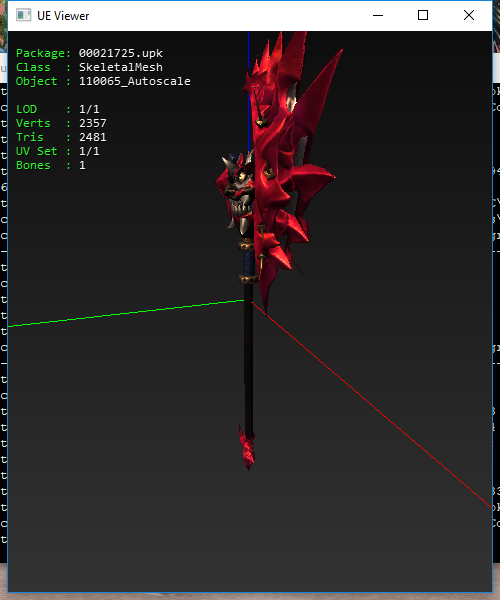 UE Viewer
Package: 00021725.upk
Class  : SkeletalMesh
Object : 110065_Autoscale
LOD    : 1/1
Verts  : 2357
Tris   : 2481
UV Set : 1/1
Bones  : 1